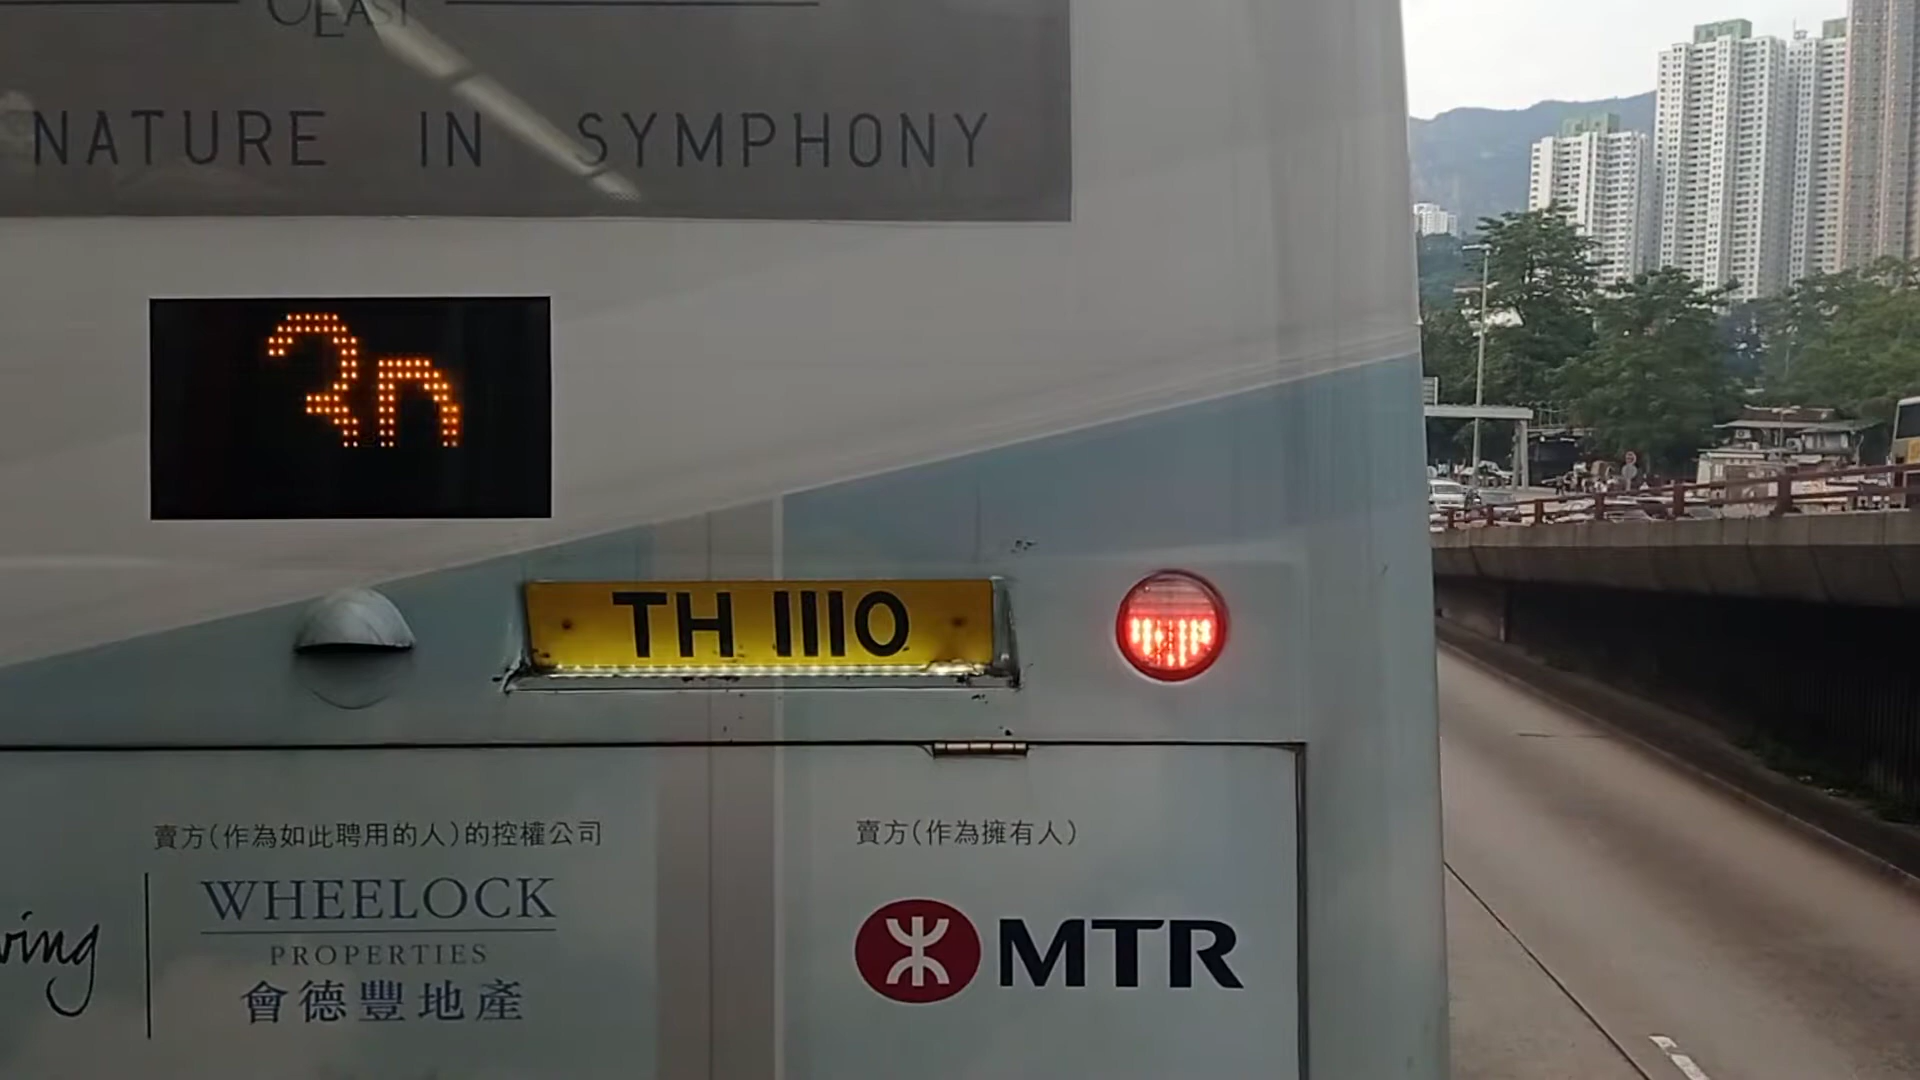 NATURE IN SYMPHONY
TH 1110
賣方(作為如此聘用的人)的控權公司
賣方(作為擁有人)
WHEELOCK
PROPERTIES
會德豐地產
MTR